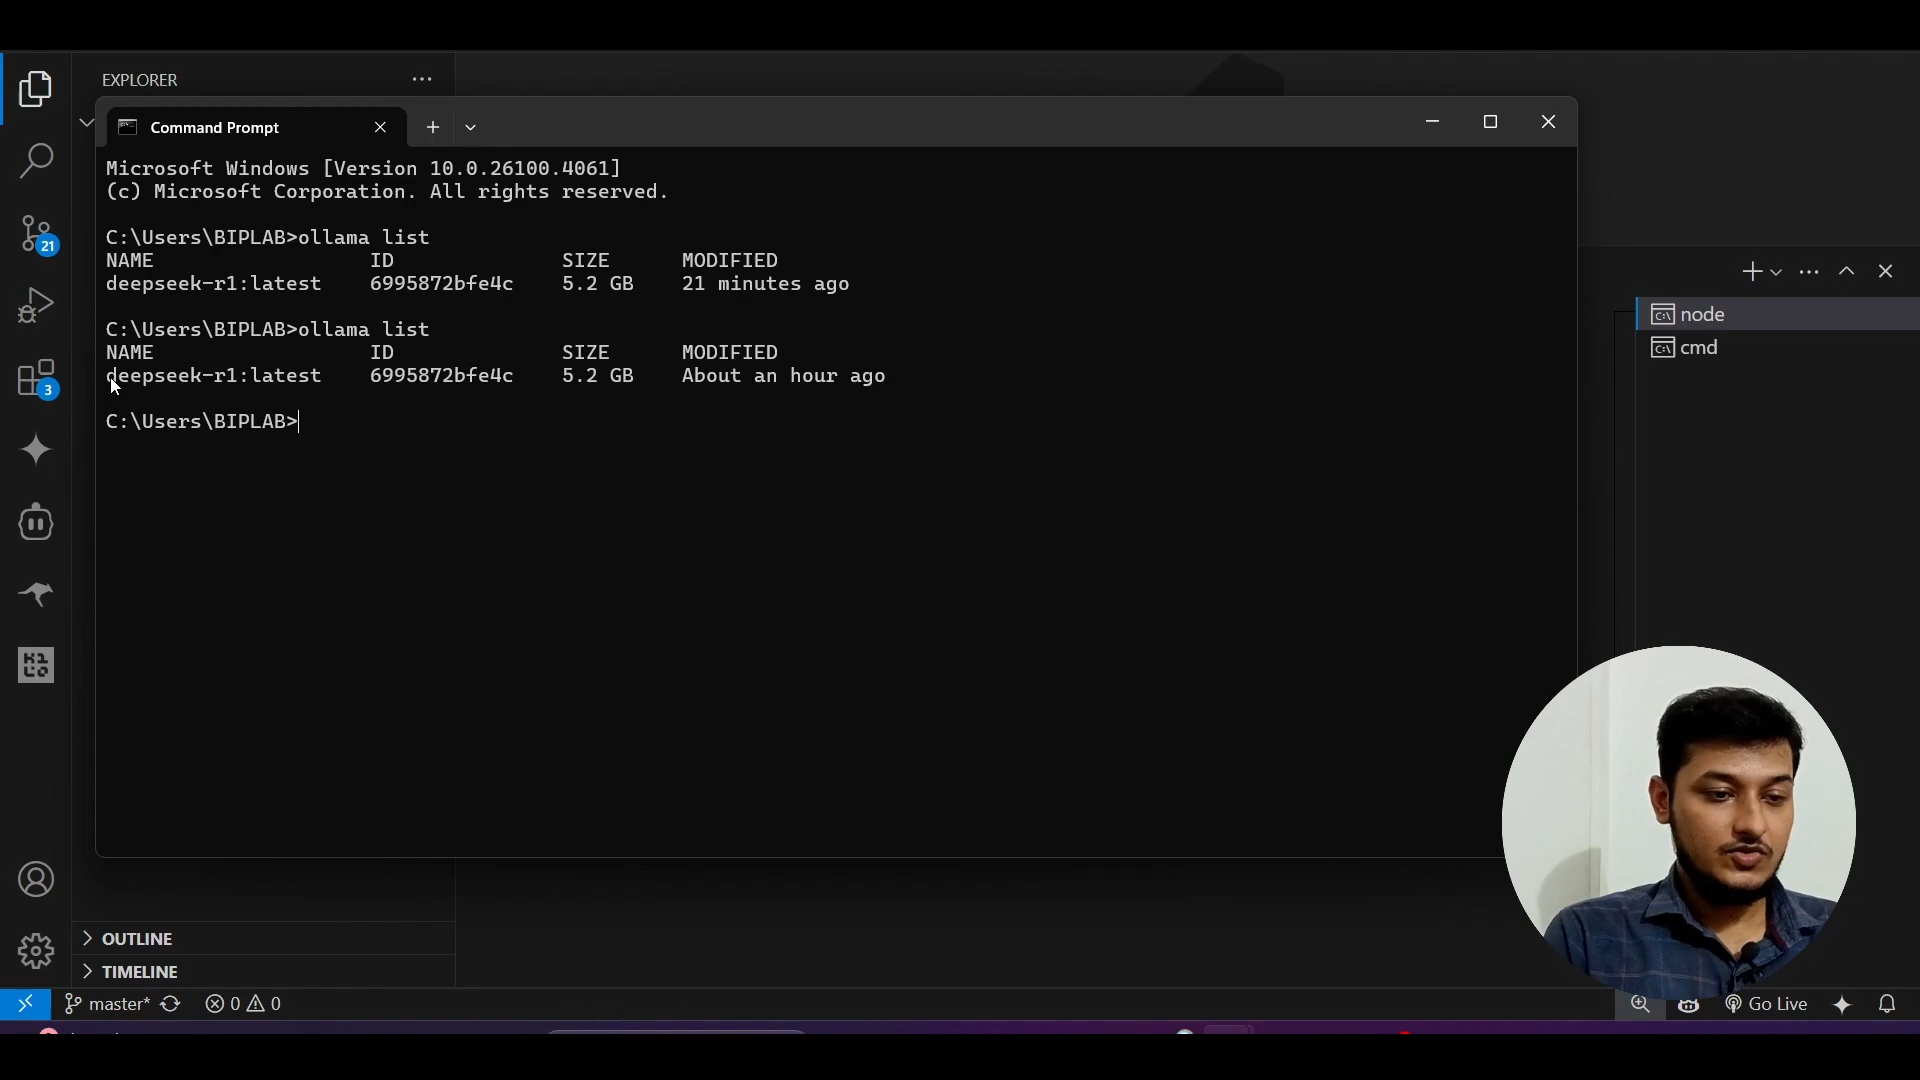 EXPLORER
Command Prompt
Microsoft Windows [Version 10.0.26100.4061]
(c) Microsoft Corporation. All rights reserved.
C:\Users\BIPLAB>ollama list
NAME ID SIZE MODIFIED
deepseek-r1:latest 6995872bfe4c 5.2 GB 21 minutes ago
C:\Users\BIPLAB>ollama list
NAME ID SIZE MODIFIED
deepseek-r1:latest 6995872bfe4c 5.2 GB About an hour ago
C:\Users\BIPLAB>
21
3
node
cmd
OUTLINE
TIMELINE
master* 0 0 Go Live